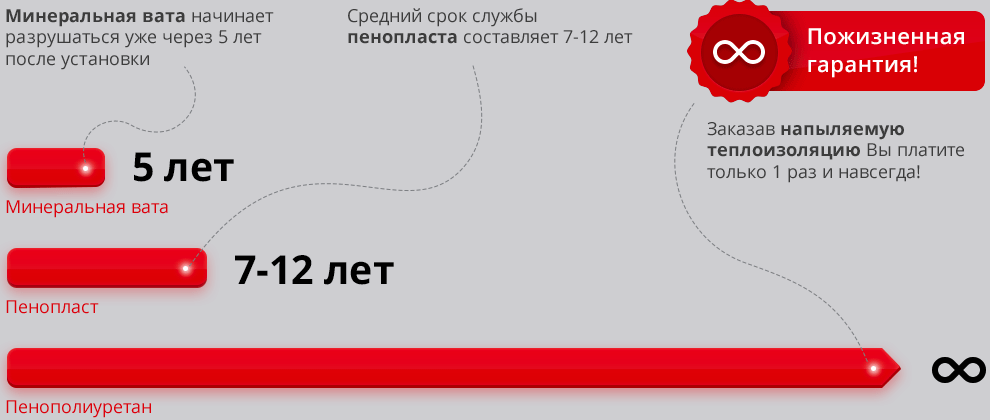 Минеральная вата начинает
разрушаться уже через 5 лет
после установки
Средний срок службы
пенопласта составляет 7-12 лет
Пожизненная
гарантия!
Заказав напыляемую
теплоизоляцию Вы платите
только 1 раз и навсегда!
5 лет
Минеральная вата
7-12 лет
Пенопласт
∞
Пенополиуретан